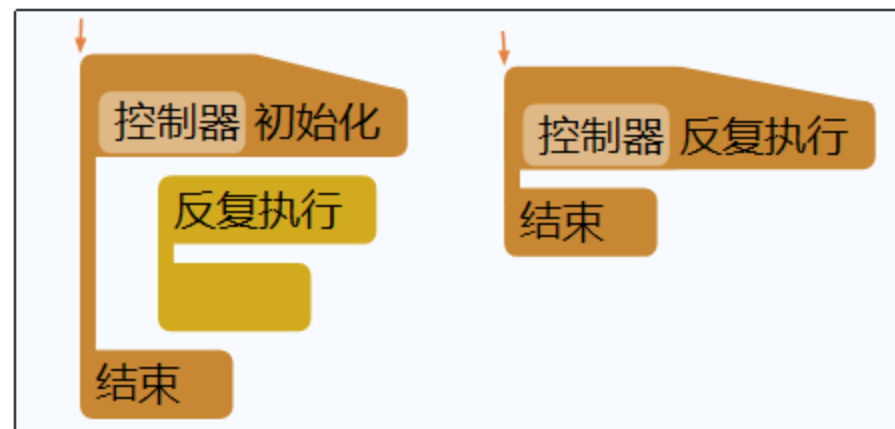 控制器 初始化
反复执行
结束
控制器 反复执行
结束